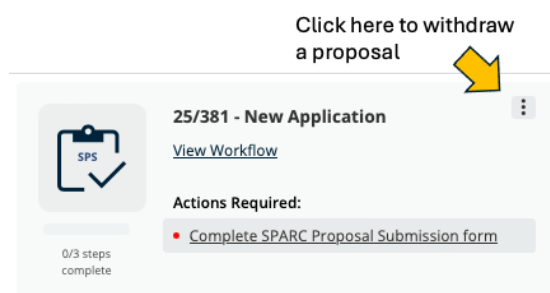 Click here to withdraw
a proposal
25/381 - New Application
SPS
View Workflow
Actions Required:
• Complete SPARC Proposal Submission form
0/3 steps
complete